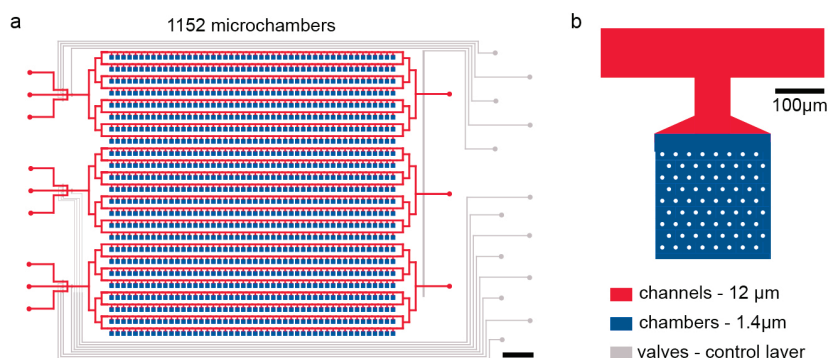 a
1152 microchambers
b
100μm
channels - 12 μm
chambers - 1.4μm
valves - control layer